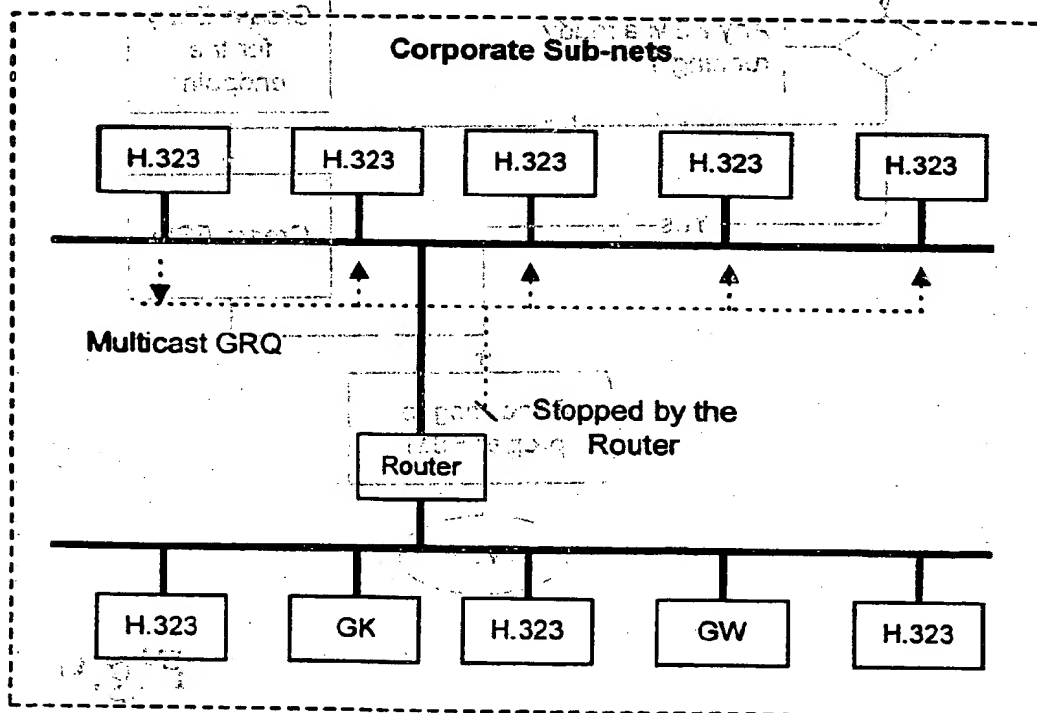 Corporate Sub-nets
H.323
H.323
H.323
H.323
H.323
Multicast GRQ
Stopped by the
Router
Router
H.323
GK
H.323
GW
H.323